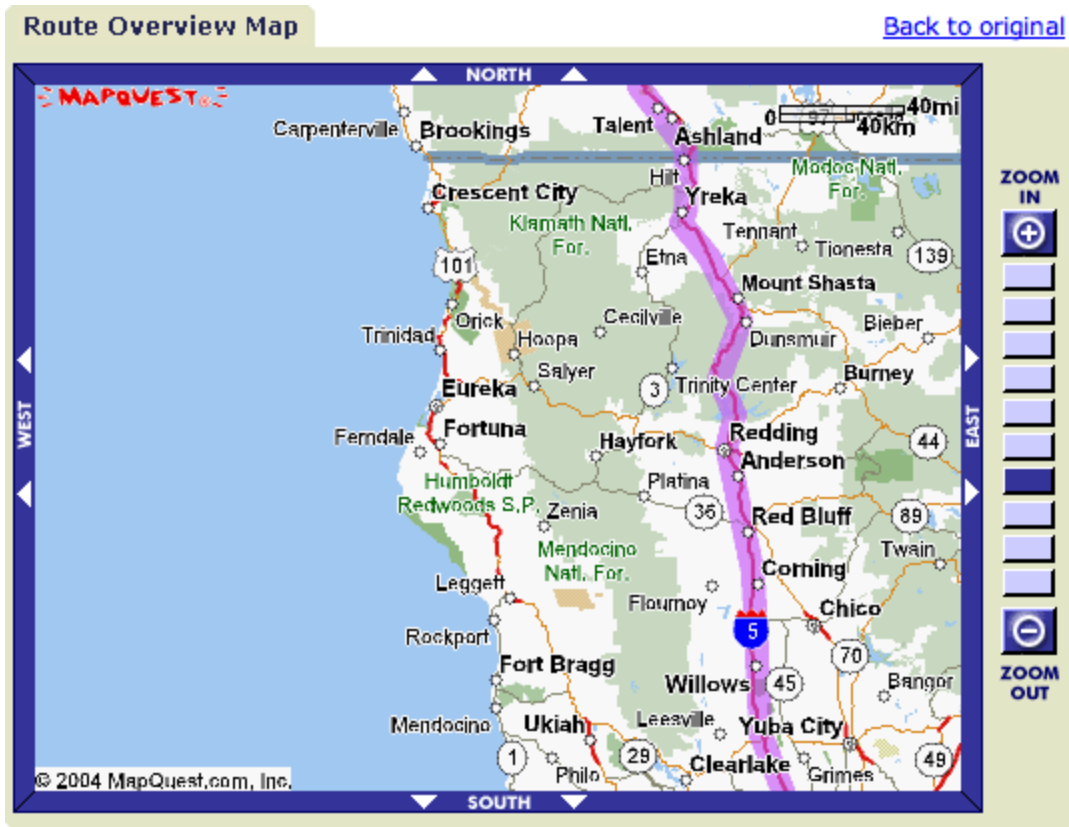 Route Overview Map
Back to original
NORTH
MAPQUEST
0 97 40mi
40km
Carpenterville
Brookings
Talent
Ashland
Hilt
Modoc Natl.
For.
ZOOM
IN
Crescent City
Yreka
Klamath Natl.
For.
Tennant
Tionesta
139
101
Etna
Mount Shasta
Orick
Cecilville
Trinidad
Hoopa
Dunsmuir
Bieber
Salyer
3
Trinity Center
Burney
WEST
EAST
Eureka
Ferndale
Fortuna
Hayfork
Redding
44
Anderson
Humboldt
Redwoods S.P.
Platina
36
Zenia
Red Bluff
89
Mendocino
Natl. For.
Twain
Leggett
Corning
Flournoy
Chico
Rockport
5
70
Fort Bragg
Willows
45
Bangor
ZOOM
OUT
Mendocino
Ukiah
Leesville
Yuba City
1
Philo
29
Clearlake
Grimes
49
© 2004 MapQuest.com, Inc.
SOUTH